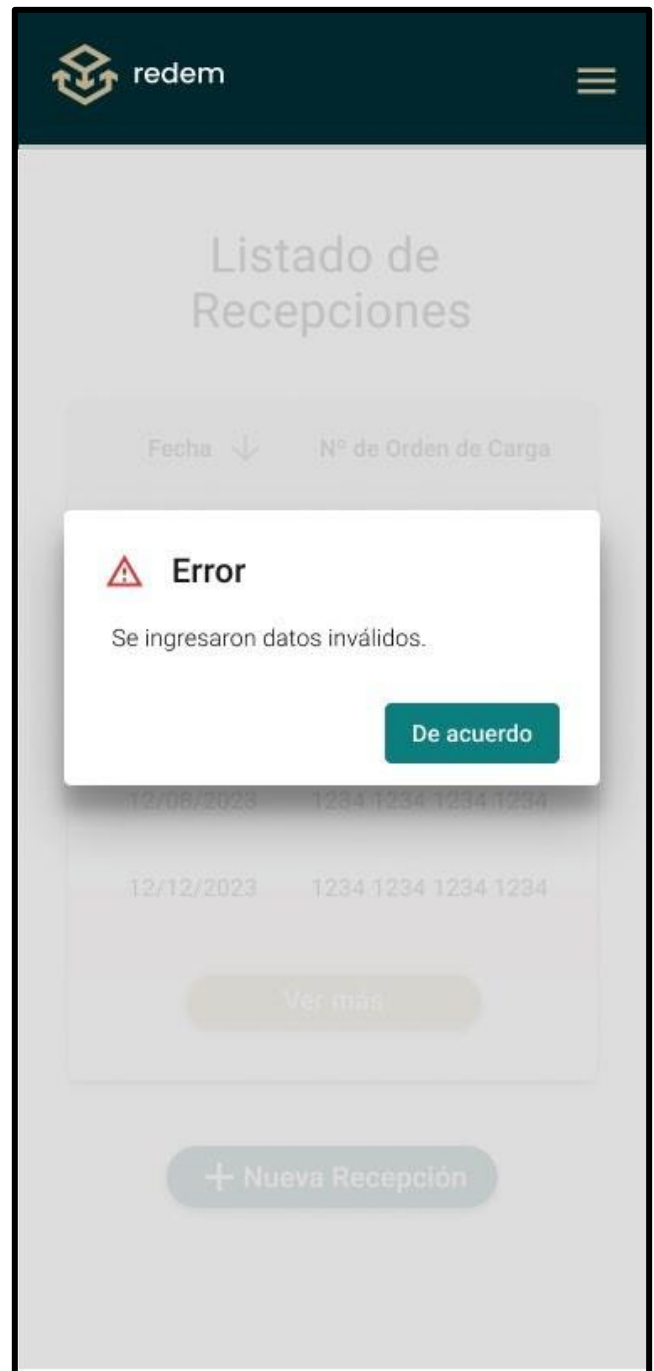 redem
Listado de
Recepciones
Fecha Nº de Orden de Carga
Error
Se ingresaron datos inválidos.
De acuerdo
12/08/2023 1234 1234 1234 1234
12/12/2023 1234 1234 1234 1234
Ver más
+ Nueva Recepción